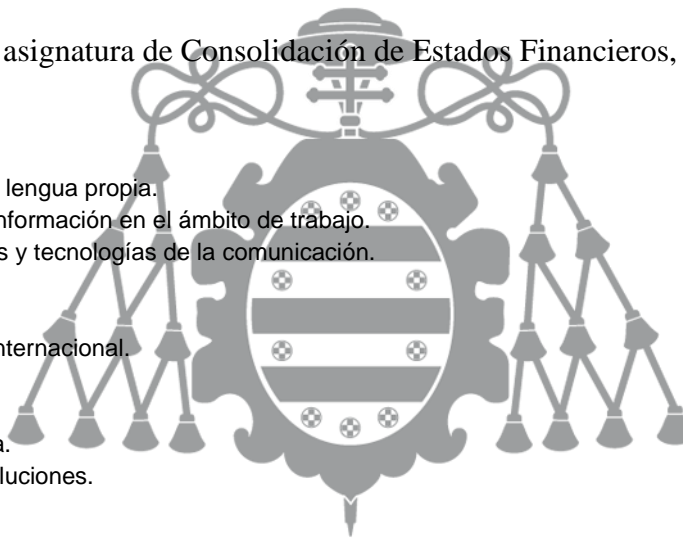 asignatura de Consolidación de Estados Financieros,
lengua propia.
nformación en el ámbito de trabajo.
s y tecnologías de la comunicación.
nternacional.
a.
luciones.